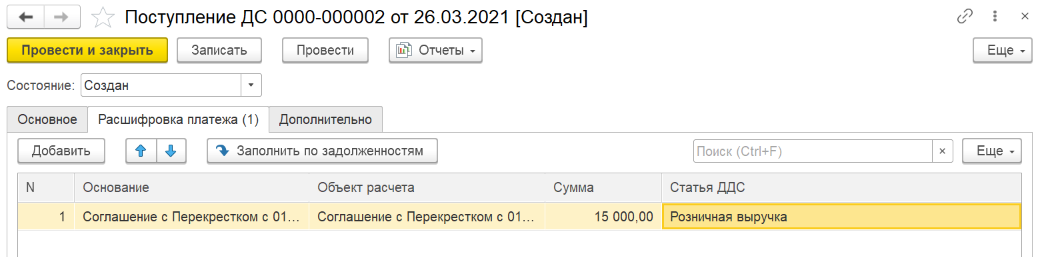 Поступление ДС 0000-000002 от 26.03.2021 [Создан]
Провести и закрыть Записать Провести Отчеты Еще
Состояние: Создан
Основное Расшифровка платежа (1) Дополнительно
Добавить Заполнить по задолженностям Поиск (Ctrl+F) × Еще
N Основание Объект расчета Сумма Статья ДДС
1 Соглашение с Перекрестком с 01... Соглашение с Перекрестком с 01... 15 000,00 Розничная выручка